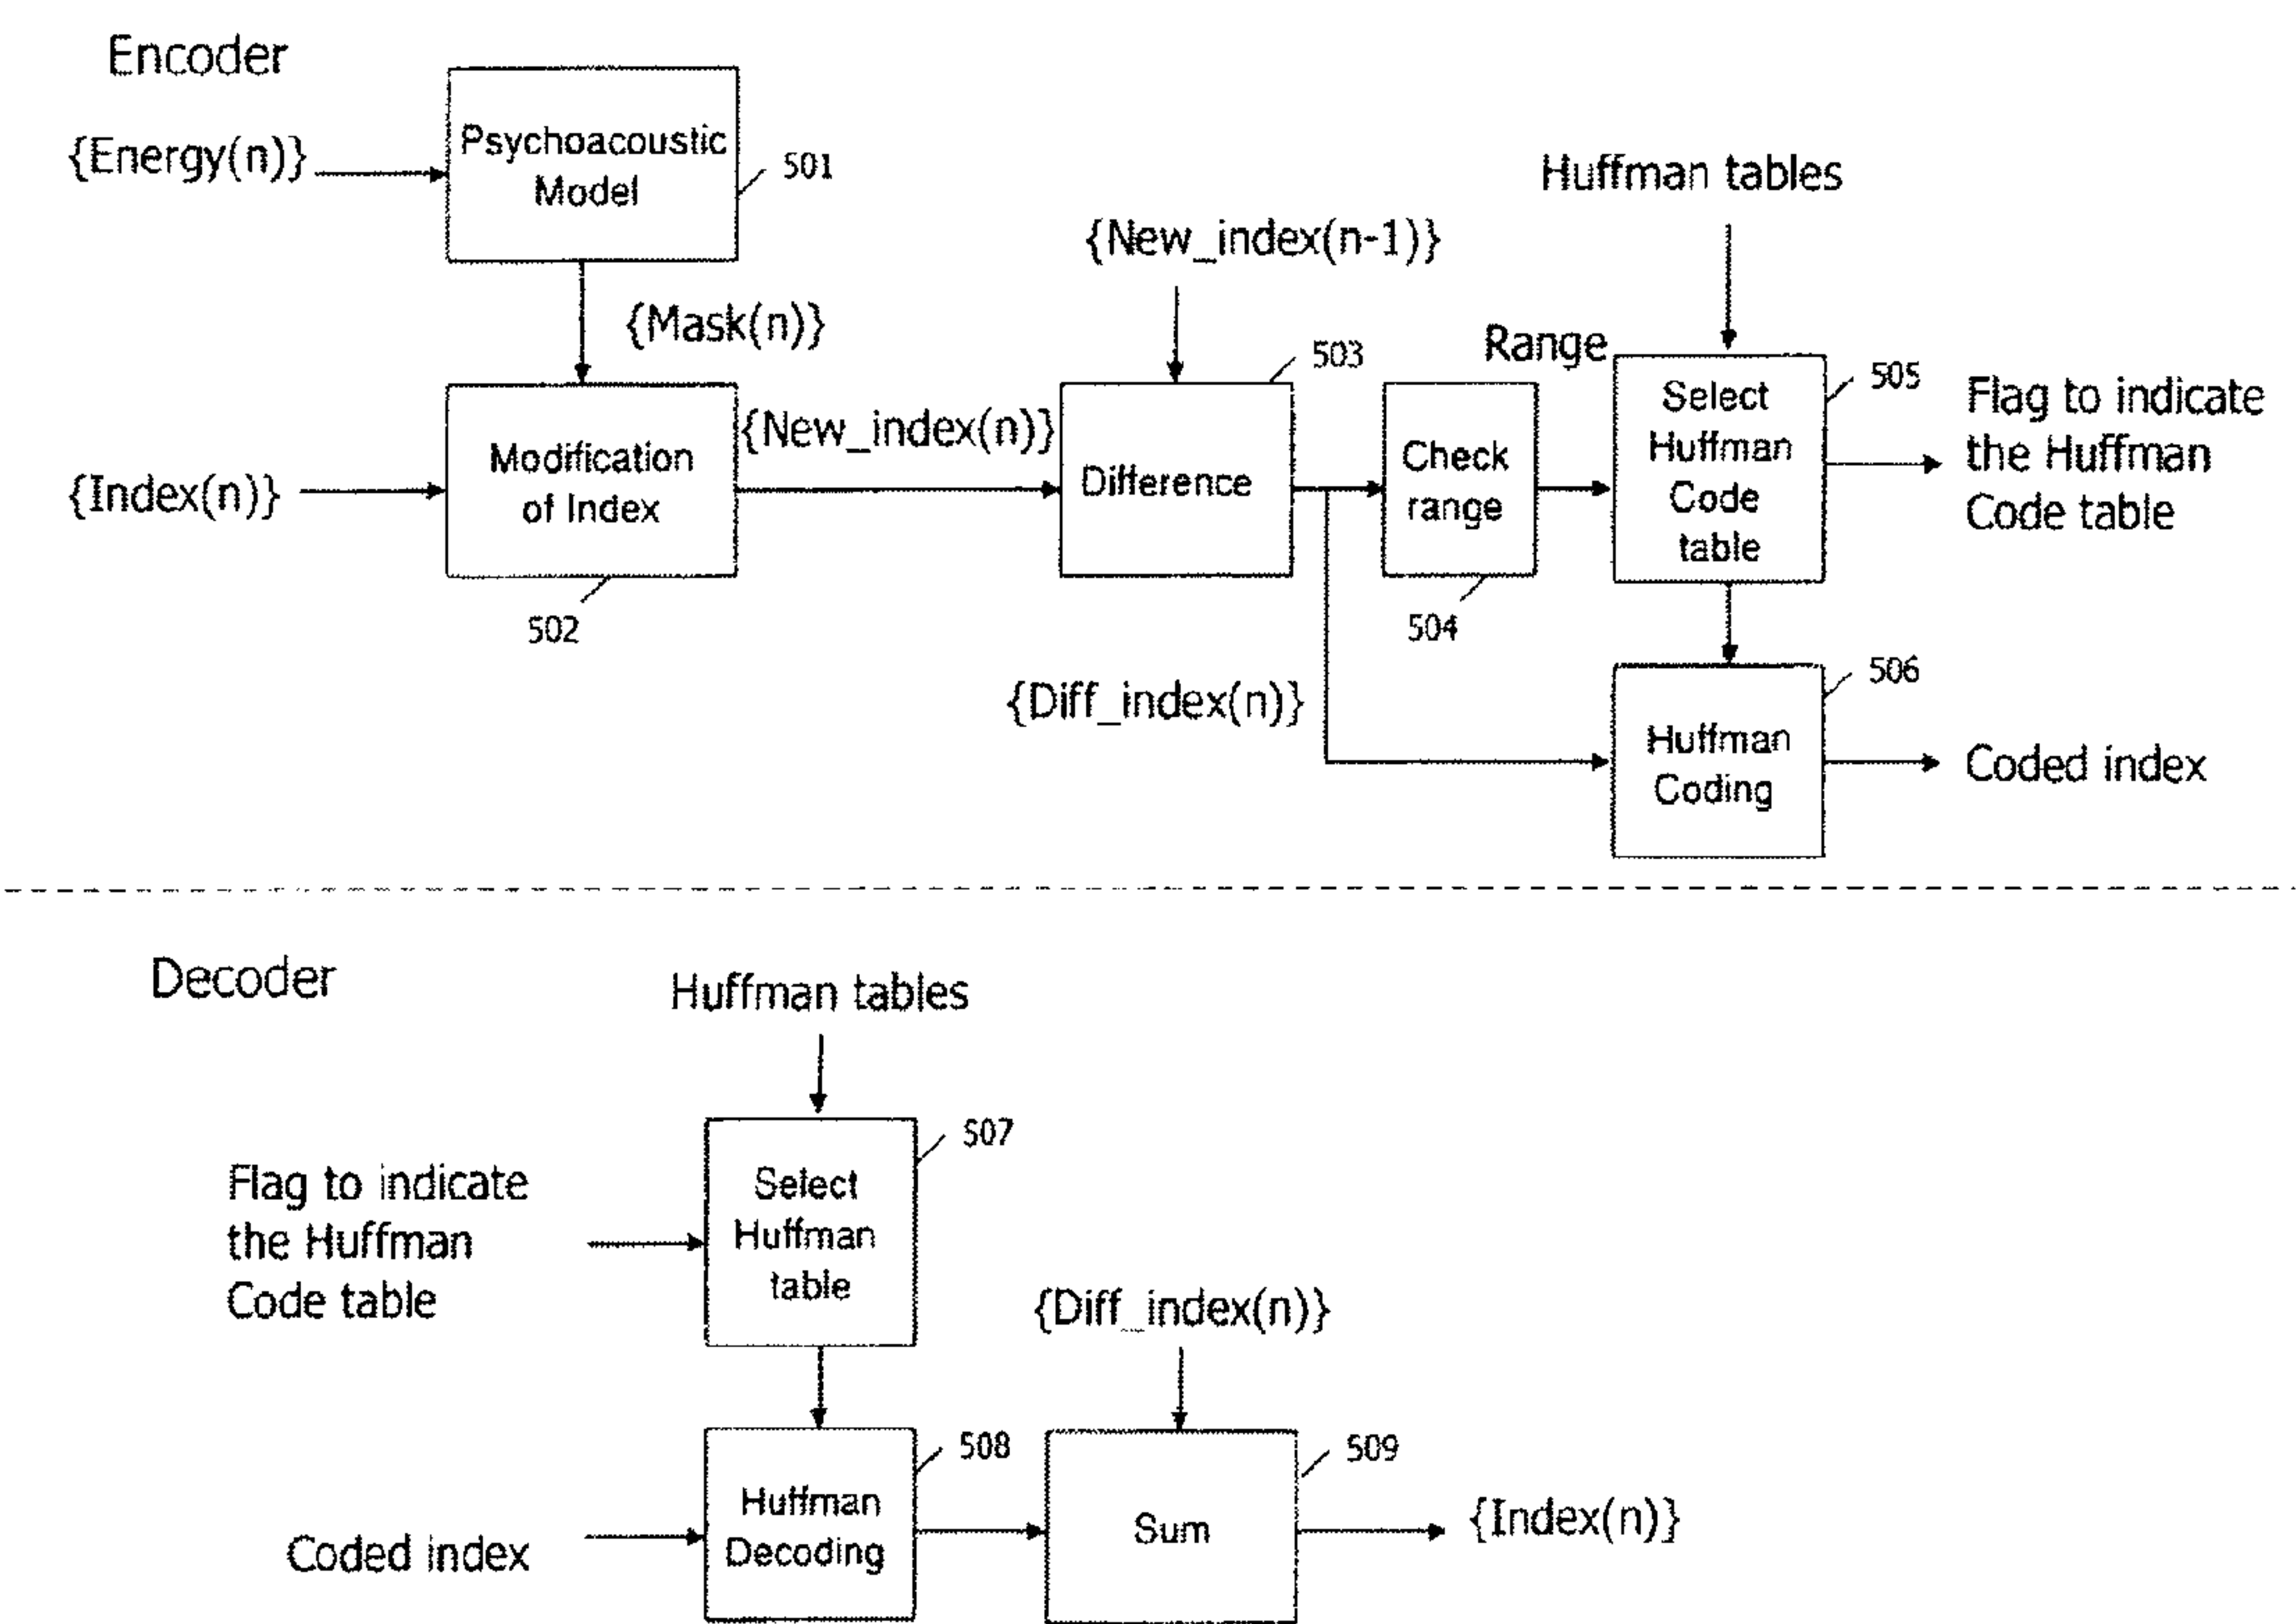 Encoder
{Energy(n)}
Psychoacoustic
Model
501
{Mask(n)}
{Index(n)}
Modification
of Index
502
{New_index(n)}
{New_index(n-1)}
Difference
503
{Diff_index(n)}
Check
range
504
Range
Huffman tables
Select
Huffman
Code
table
505
Flag to indicate
the Huffman
Code table
Huffman
Coding
506
Coded index
Decoder
Huffman tables
Flag to indicate
the Huffman
Code table
Select
Huffman
table
507
Coded index
Huffman
Decoding
508
{Diff_index(n)}
Sum
509
{Index(n)}